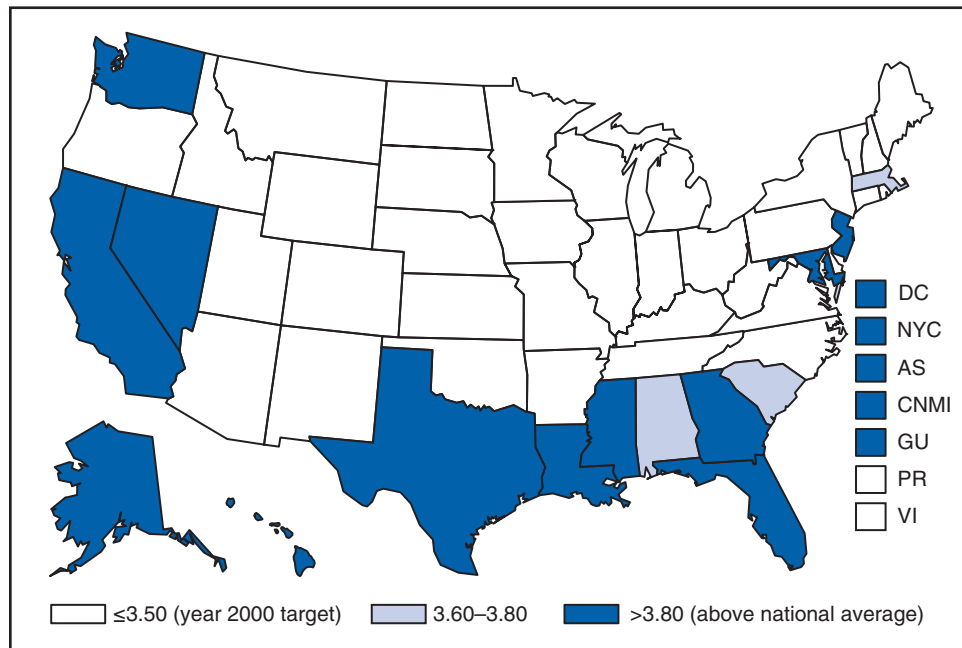 DC
NYC
AS
CNMI
GU
PR
VI
≤3.50 (year 2000 target) 3.60–3.80 >3.80 (above national average)